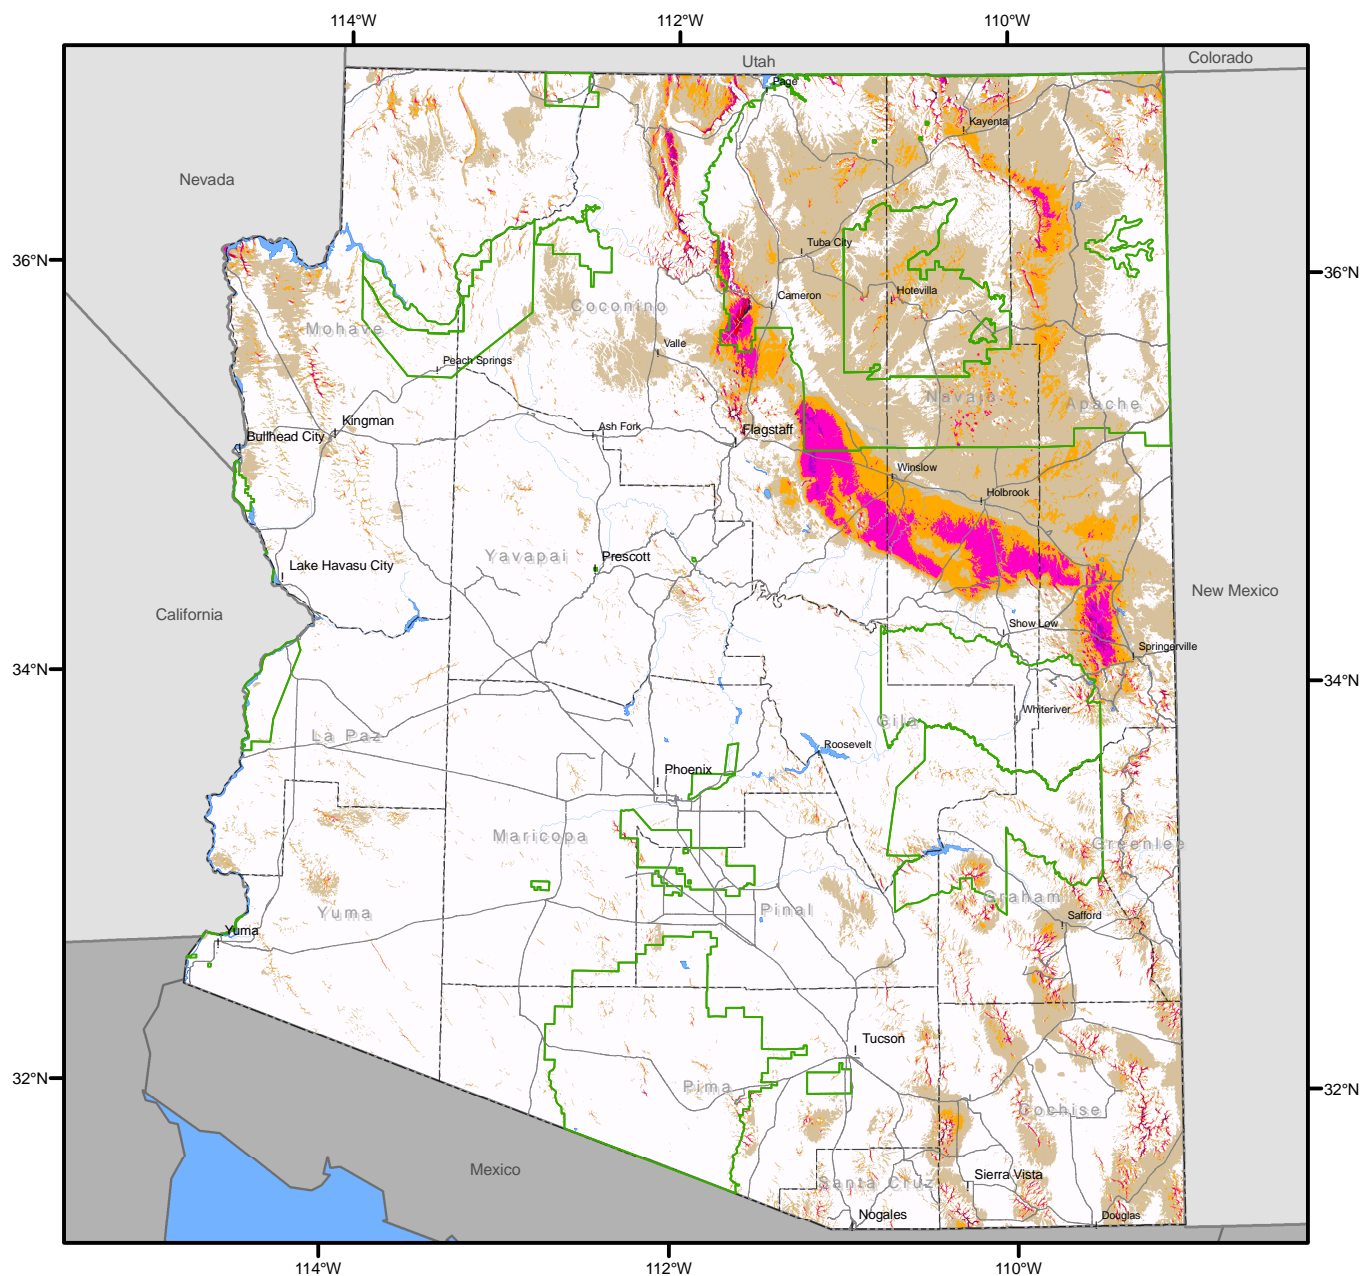 114°W
112°W
110°W
Utah
Colorado
Page
Kayenta
Nevada
36°N
36°N
Tuba City
Hotevilla
Cameron
Coconino
Mohave
Valle
Peach Springs
Navajo
Apache
Kingman
Bullhead City
Ash Fork
Flagstaff
Winslow
Holbrook
Yavapai
Prescott
Lake Havasu City
New Mexico
California
Show Low
Springerville
34°N
34°N
Whiteriver
Gila
La Paz
Roosevelt
Phoenix
Maricopa
Greenlee
Graham
Yuma
Pinal
Safford
Yuma
Tucson
32°N
32°N
Pima
Cochise
Mexico
Sierra Vista
Santa Cruz
Nogales
Douglas
114°W
112°W
110°W